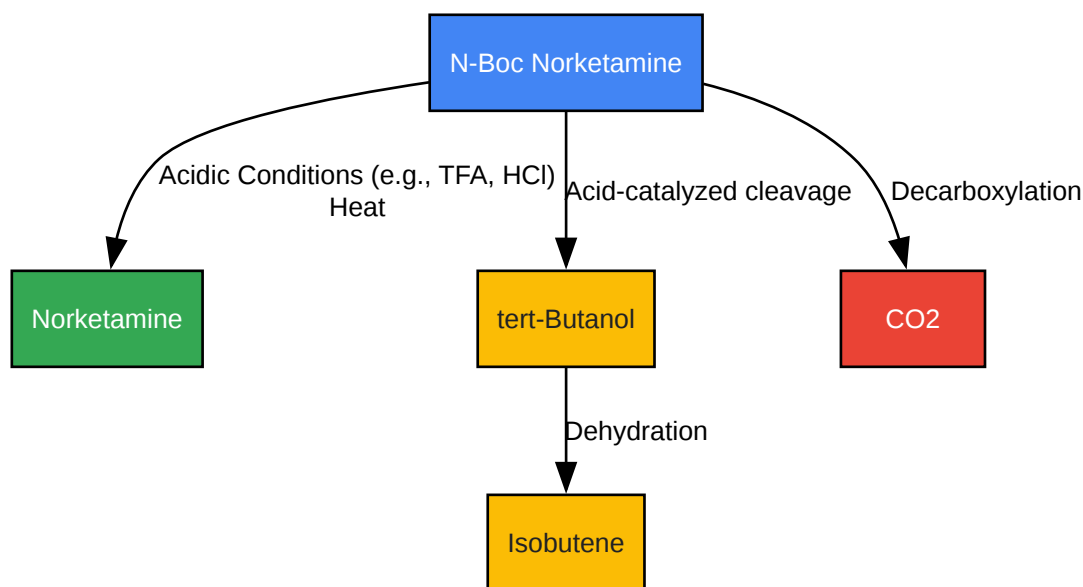 N-Boc Norketamine
Acidic Conditions (e.g., TFA, HCl)
Heat
Acid-catalyzed cleavage
Decarboxylation
Norketamine
tert-Butanol
CO2
Dehydration
Isobutene